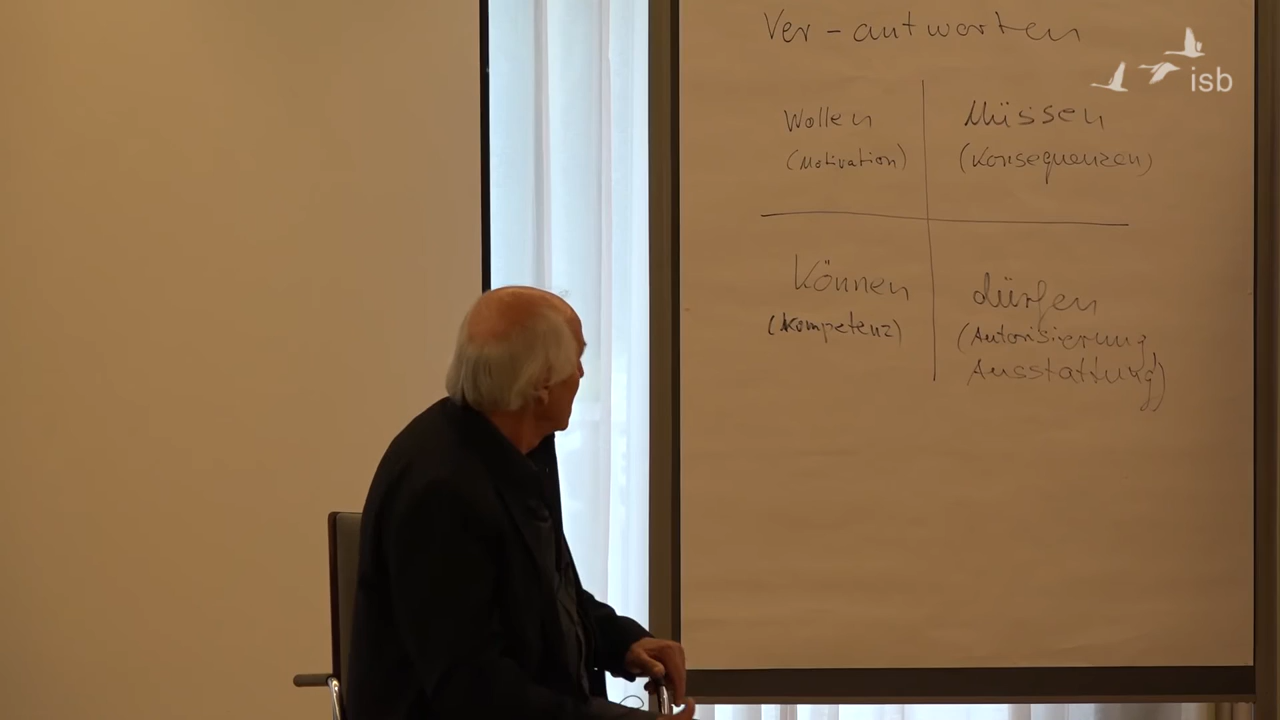 Ver-antworten
isb
Wollen
(Motivation)
Müssen
(Konsequenzen)
Können
(Kompetenz)
dürfen
(Autorisierung,
Ausstattung)